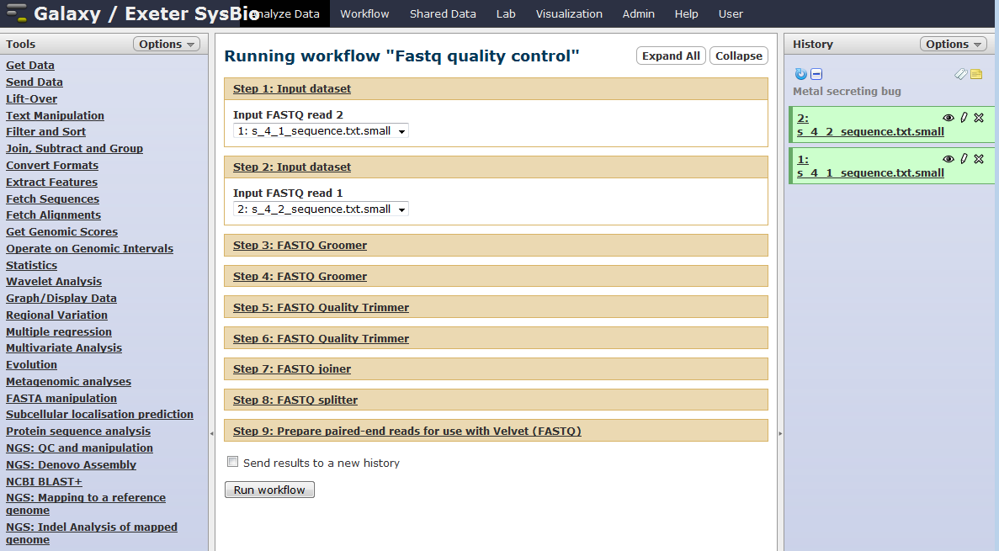 Galaxy / Exeter SysBio
Analyze Data
Workflow
Shared Data
Lab
Visualization
Admin
Help
User
Tools
Options
Get Data
Send Data
Lift-Over
Text Manipulation
Filter and Sort
Join, Subtract and Group
Convert Formats
Extract Features
Fetch Sequences
Fetch Alignments
Get Genomic Scores
Operate on Genomic Intervals
Statistics
Wavelet Analysis
Graph/Display Data
Regional Variation
Multiple regression
Multivariate Analysis
Evolution
Metagenomic analyses
FASTA manipulation
Subcellular localisation prediction
Protein sequence analysis
NGS: QC and manipulation
NGS: Denovo Assembly
NCBI BLAST+
NGS: Mapping to a reference
genome
NGS: Indel Analysis of mapped
genome
Running workflow "Fastq quality control"
Expand All
Collapse
Step 1: Input dataset
Input FASTQ read 2
1: s_4_1_sequence.txt.small
Step 2: Input dataset
Input FASTQ read 1
2: s_4_2_sequence.txt.small
Step 3: FASTQ Groomer
Step 4: FASTQ Groomer
Step 5: FASTQ Quality Trimmer
Step 6: FASTQ Quality Trimmer
Step 7: FASTQ joiner
Step 8: FASTQ splitter
Step 9: Prepare paired-end reads for use with Velvet (FASTQ)
Send results to a new history
Run workflow
History
Options
Metal secreting bug
2:
s_4_2_sequence.txt.small
1:
s_4_1_sequence.txt.small